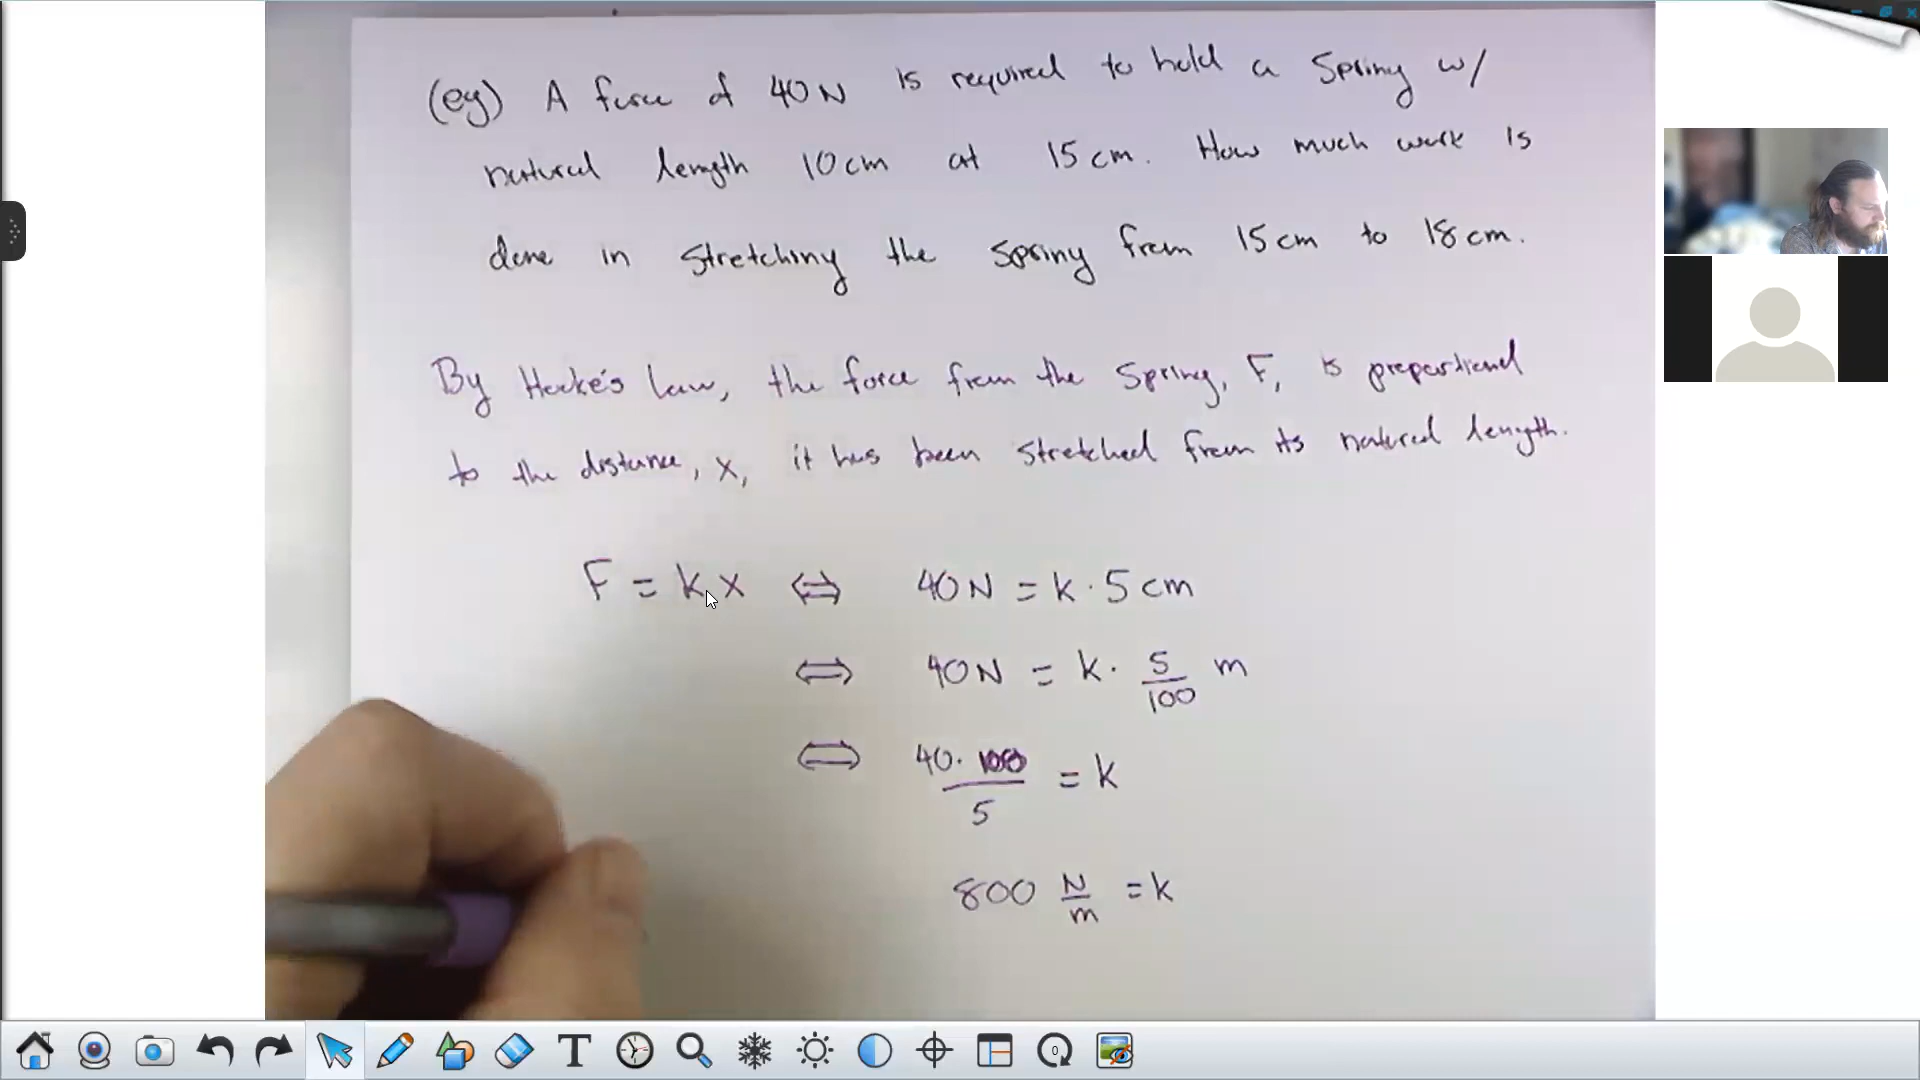 (eg) A force of 40 N is required to hold a spring w/
natural length 10 cm at 15 cm. How much work is
done in stretching the spring from 15 cm to 18 cm.
By Hooke's law, the force from the spring, F, is proportional
to the distance, x, it has been stretched from its natural length.
F = kx ⟺ 40 N = k · 5 cm
⟺ 40 N = k · 5/100 m
⟺ 40 · 100 / 5 = k
800 N/m = k
T
0